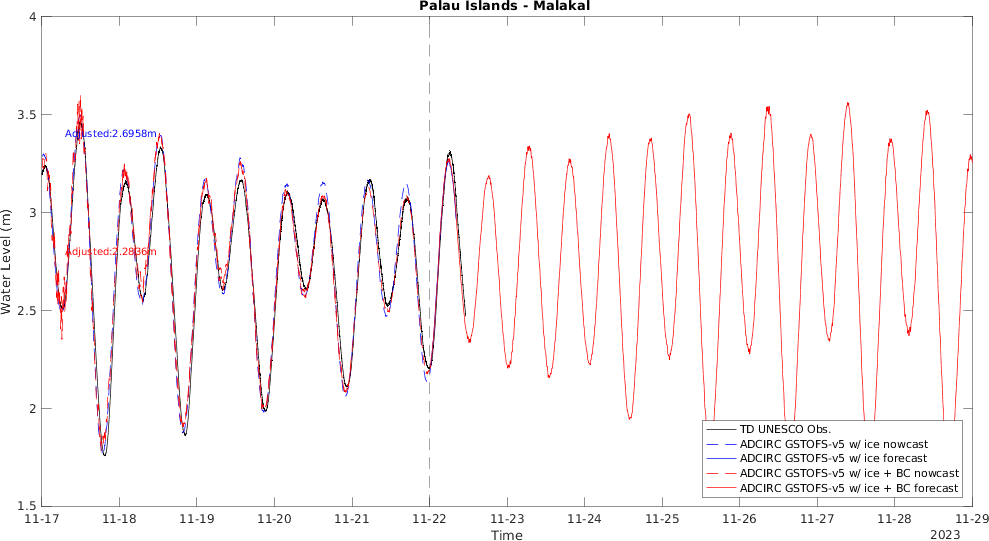 Palau Islands - Malakal
4
3.5
3
2.5
2
1.5
Water Level (m)
Adjusted:2.6958m
Adjusted:2.2836m
TD UNESCO Obs.
ADCIRC GSTOFS-v5 w/ ice nowcast
ADCIRC GSTOFS-v5 w/ ice forecast
ADCIRC GSTOFS-v5 w/ ice + BC nowcast
ADCIRC GSTOFS-v5 w/ ice + BC forecast
11-17 11-18 11-19 11-20 11-21 11-22 11-23 11-24 11-25 11-26 11-27 11-28 11-29
Time
2023